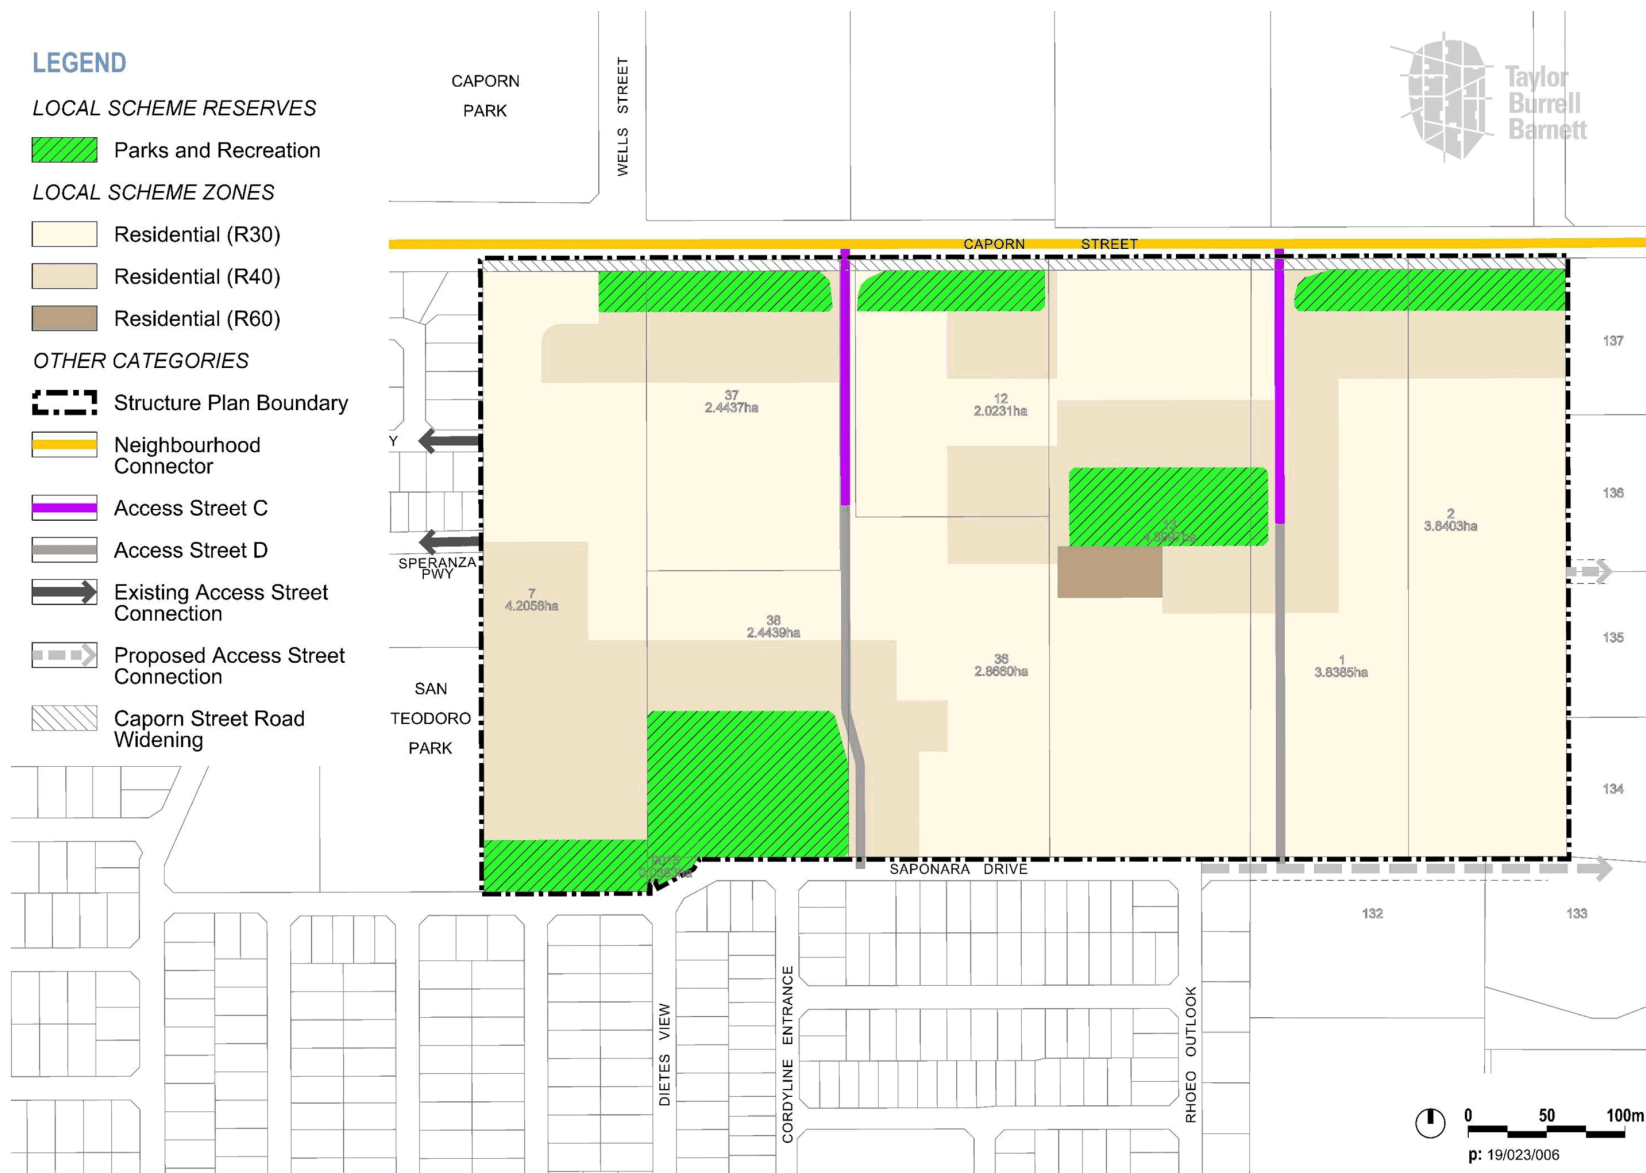 LEGEND
LOCAL SCHEME RESERVES
Parks and Recreation
LOCAL SCHEME ZONES
Residential (R30)
Residential (R40)
Residential (R60)
OTHER CATEGORIES
Structure Plan Boundary
Neighbourhood
Connector
Access Street C
Access Street D
Existing Access Street
Connection
Proposed Access Street
Connection
Caporn Street Road
Widening
CAPORN
PARK
WELLS STREET
Taylor
Burrell
Barnett
CAPORN STREET
Y
SPERANZA
PWY
SAN
TEODORO
PARK
37
2.4437ha
12
2.0231ha
2
3.8403ha
7
4.2058ha
38
2.4439ha
36
2.8660ha
1
3.8385ha
137
136
135
134
132
133
SAPONARA DRIVE
DIETES VIEW
CORDYLINE ENTRANCE
RHOEO OUTLOOK
0 50 100m
p: 19/023/006